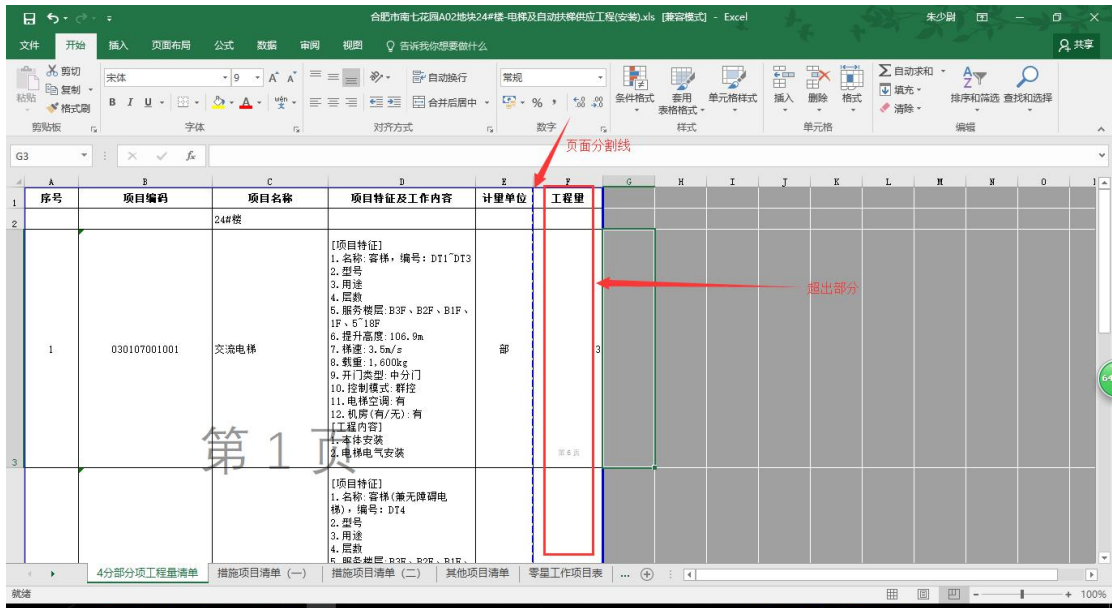 合肥市南七花园A02地块24#楼-电梯及自动扶梯供应工程(安装).xls [兼容模式] - Excel
朱少尉
文件 开始 插入 页面布局 公式 数据 审阅 视图 告诉我你想要做什么 共享
粘贴 剪切 宋体 9 自动换行 常规 条件格式 套用表格格式 单元格样式 插入 删除 格式 自动求和 排序和筛选 查找和选择
复制 填充
格式刷 B I U A wén 变 合并后居中 % 清除
剪贴板 字体 对齐方式 数字 样式 单元格 编辑
页面分割线
G3 fx
A B C D E F G H I J K L M N O
1 序号 项目编码 项目名称 项目特征及工作内容 计量单位 工程量
2 24#楼
[项目特征]
1.名称:客梯，编号：DT1~DT3
2.型号
3.用途
4.层数
5.服务楼层:B3F、B2F、B1F、
1F、5~18F
超出部分
6.提升高度:106.9m
7.梯速:3.5m/s
1 030107001001 交流电梯 部 3
8.载重:1,600kg
9.开门类型:中分门
10.控制模式:群控
11.电梯空调:有
12.机房(有/无):有
[工程内容]
1.本体安装
2.电梯电气安装
第 1 页
第 6 页
3
[项目特征]
1.名称:客梯(兼无障碍电
梯)，编号：DT4
2.型号
3.用途
4.层数
5.服务楼层:B3F、B2F、B1F、
64
4分部分项工程量清单 措施项目清单（一） 措施项目清单（二） 其他项目清单 零星工作项目表 ...
就绪 100%